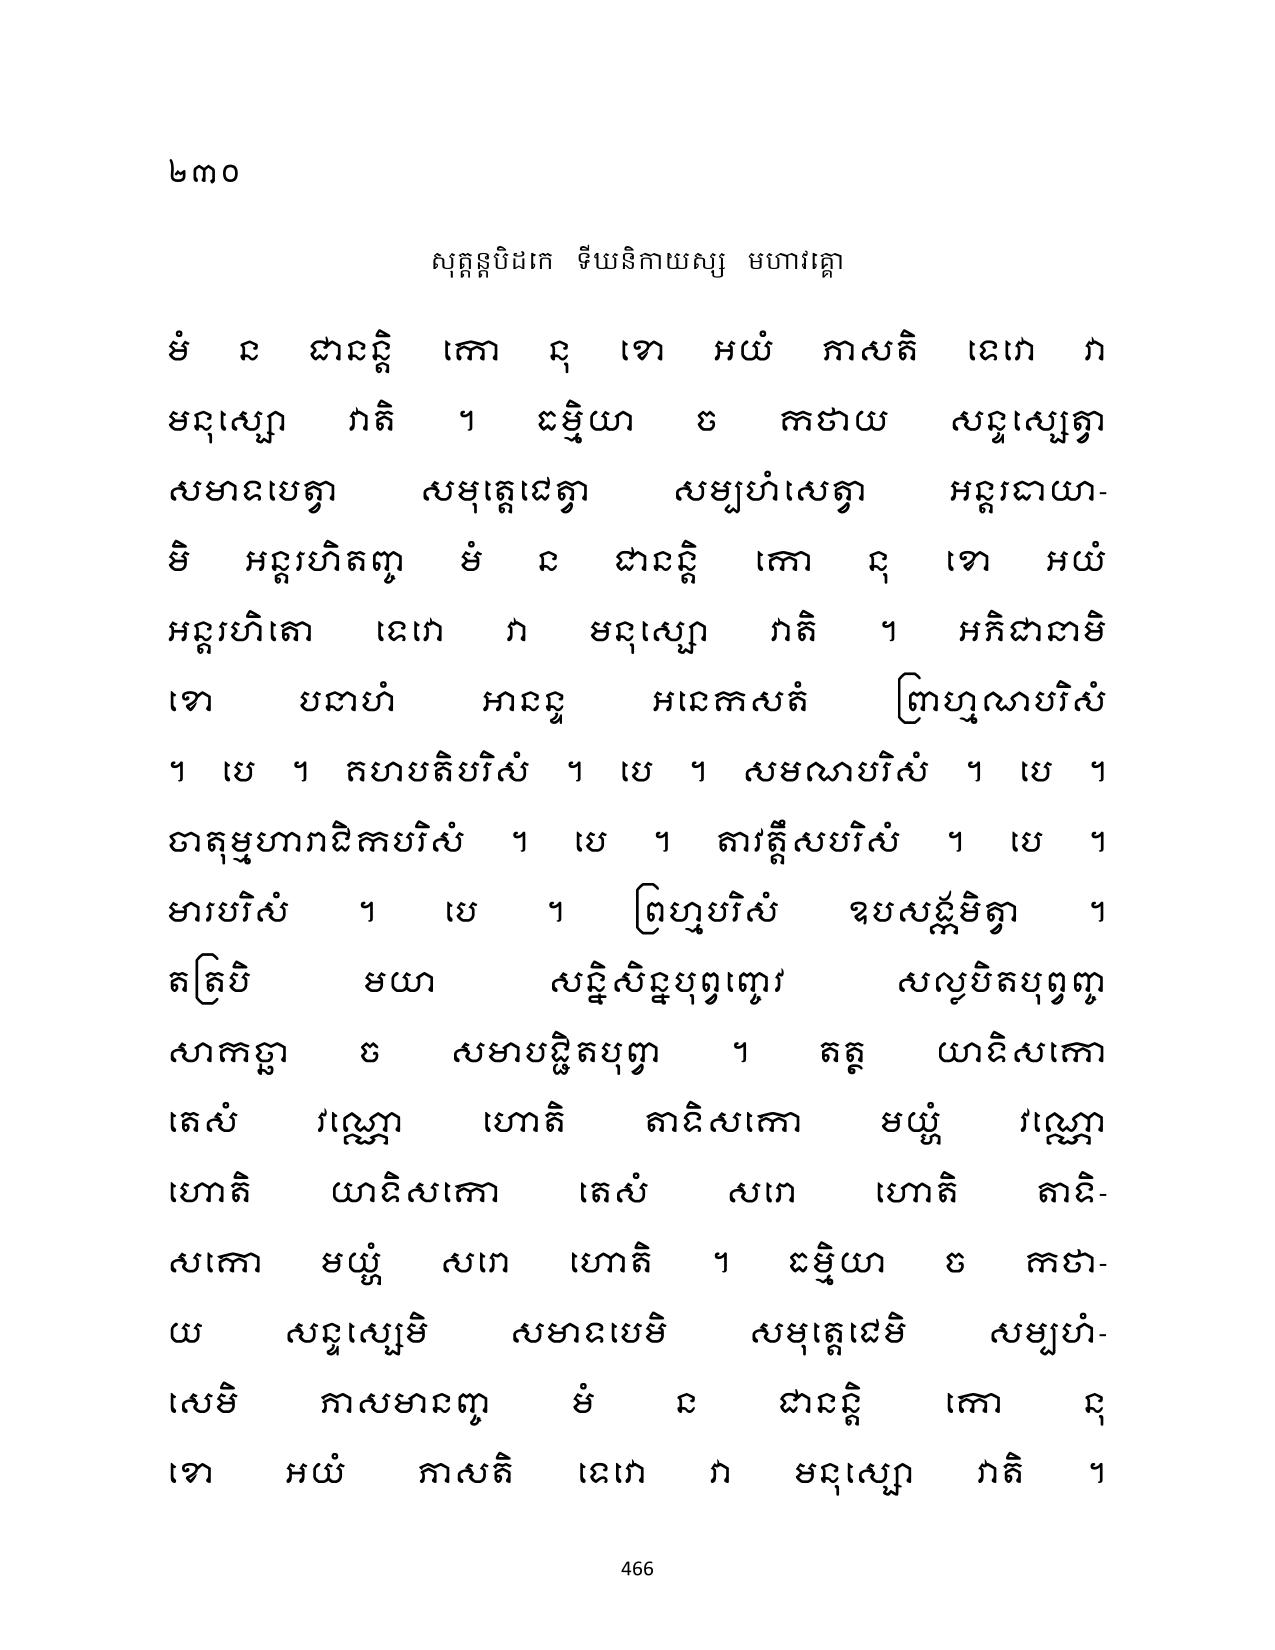 ២៣០
សុត្តន្តបិដកេ ទីឃនិកាយស្ស មហាវគ្គោ
មំ ន ជានន្តិ កោ នុ ខោ អយំ ភាសតិ ទេវោ វា
មនុស្សោ វាតិ ។ ធម្មិយា ច កថាយ សន្ទស្សេត្វា
សមាទបេត្វា សមុត្តេជេត្វា សម្បហំសេត្វា អន្តរធាយា-
មិ អន្តរហិតញ្ច មំ ន ជានន្តិ កោ នុ ខោ អយំ
អន្តរហិតោ ទេវោ វា មនុស្សោ វាតិ ។ អភិជានាមិ
ខោ បនាហំ អានន្ទ អនេកសតំ ព្រាហ្មណបរិសំ
។ បេ ។ គហបតិបរិសំ ។ បេ ។ សមណបរិសំ ។ បេ ។
ចាតុម្មហារាជិកបរិសំ ។ បេ ។ តាវត្តឹសបរិសំ ។ បេ ។
មារបរិសំ ។ បេ ។ ព្រហ្មបរិសំ ឧបសង្កមិត្វា ។
តត្របិ មយា សន្និសិន្នបុព្វញ្ចេវ សល្លបិតបុព្វញ្ច
សាកច្ឆា ច សមាបជ្ជិតបុព្វា ។ តត្ថ យាទិសកោ
តេសំ វណ្ណោ ហោតិ តាទិសកោ មយ្ហំ វណ្ណោ
ហោតិ យាទិសកោ តេសំ សរោ ហោតិ តាទិ-
សកោ មយ្ហំ សរោ ហោតិ ។ ធម្មិយា ច កថា-
យ សន្ទស្សេមិ សមាទបេមិ សមុត្តេជេមិ សម្បហំ-
សេមិ ភាសមានញ្ច មំ ន ជានន្តិ កោ នុ
ខោ អយំ ភាសតិ ទេវោ វា មនុស្សោ វាតិ ។
466